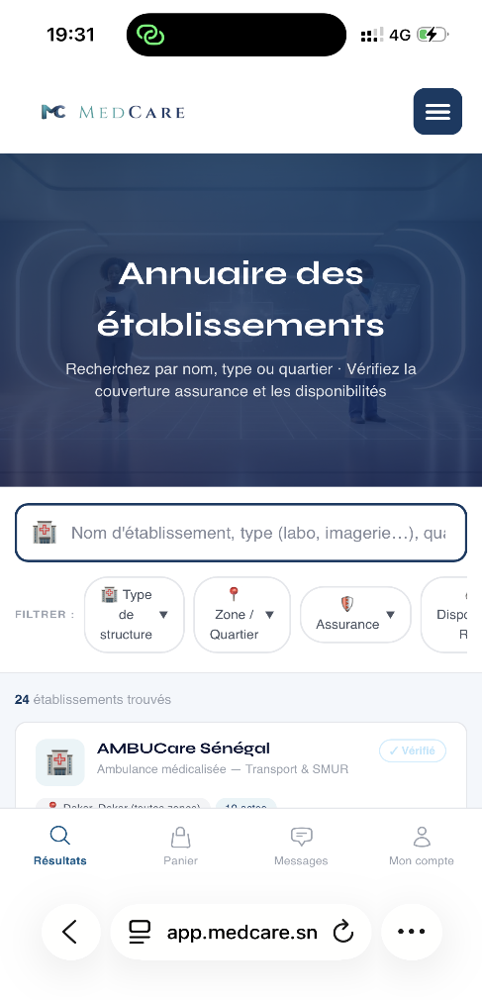 19:31
4G
MC MEDCARE
Annuaire des
établissements
Recherchez par nom, type ou quartier · Vérifiez la
couverture assurance et les disponibilités
Nom d'établissement, type (labo, imagerie…), qua
FILTRER :
Type
de
structure
Zone /
Quartier
Assurance
Dispo
R
24 établissements trouvés
AMBUCare Sénégal
✓ Vérifié
Ambulance médicalisée — Transport & SMUR
Dakar, Dakar (toutes zones)
10 actes
Résultats
Panier
Messages
Mon compte
app.medcare.sn